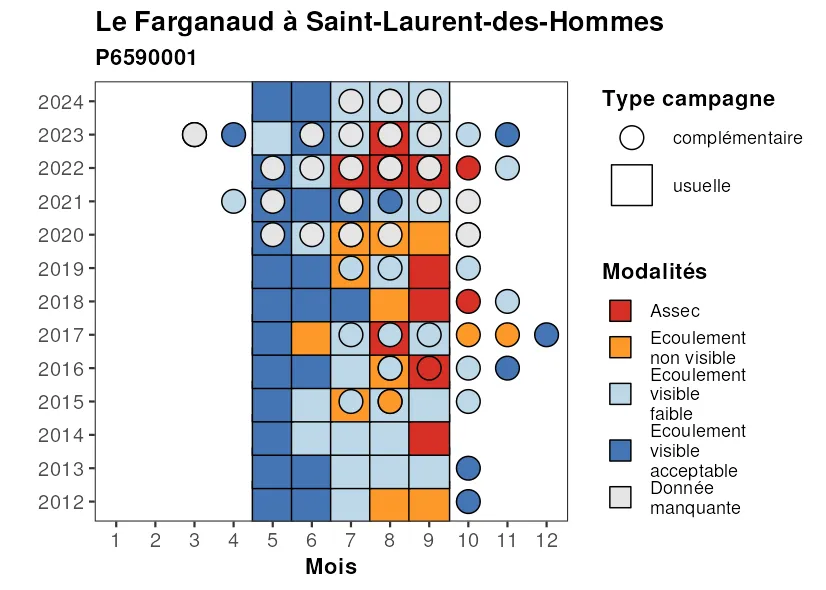 Le Farganaud à Saint-Laurent-des-Hommes
P6590001
2024
2023
2022
2021
2020
2019
2018
2017
2016
2015
2014
2013
2012
1 2 3 4 5 6 7 8 9 10 11 12
Mois
Type campagne
complémentaire
usuelle
Modalités
Assec
Ecoulement
non visible
Ecoulement
visible
faible
Ecoulement
visible
acceptable
Donnée
manquante